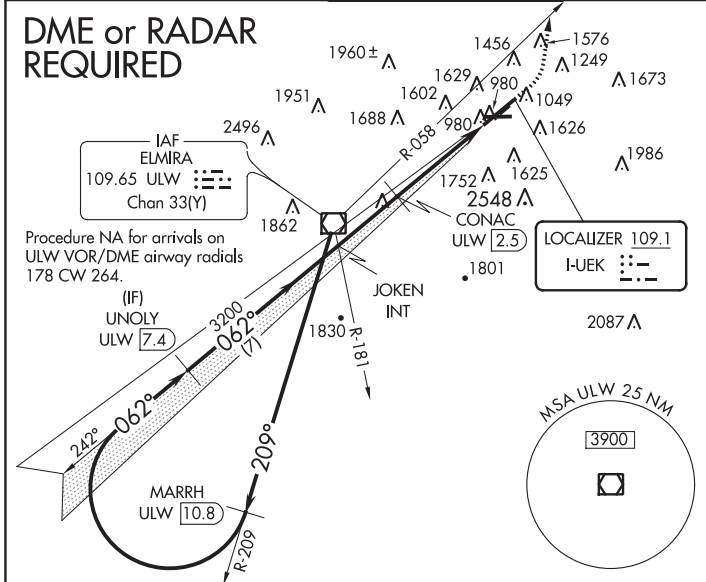 DME or RADAR
REQUIRED
1960±
1456
1576
1249
1629
980
1673
1951
1602
1688
1049
980
2496
1626
R-058
IAF
ELMIRA
109.65 ULW
Chan 33(Y)
1986
1625
1752
2548
1862
CONAC
ULW 2.5
LOCALIZER 109.1
I-UEK
Procedure NA for arrivals on
ULW VOR/DME airway radials
178 CW 264.
1801
JOKEN
INT
(IF)
UNOLY
ULW 7.4
3200
062°
(7)
1830
R-181
2087
062°
242°
209°
MSA ULW 25 NM
3900
MARRH
ULW 10.8
R-209